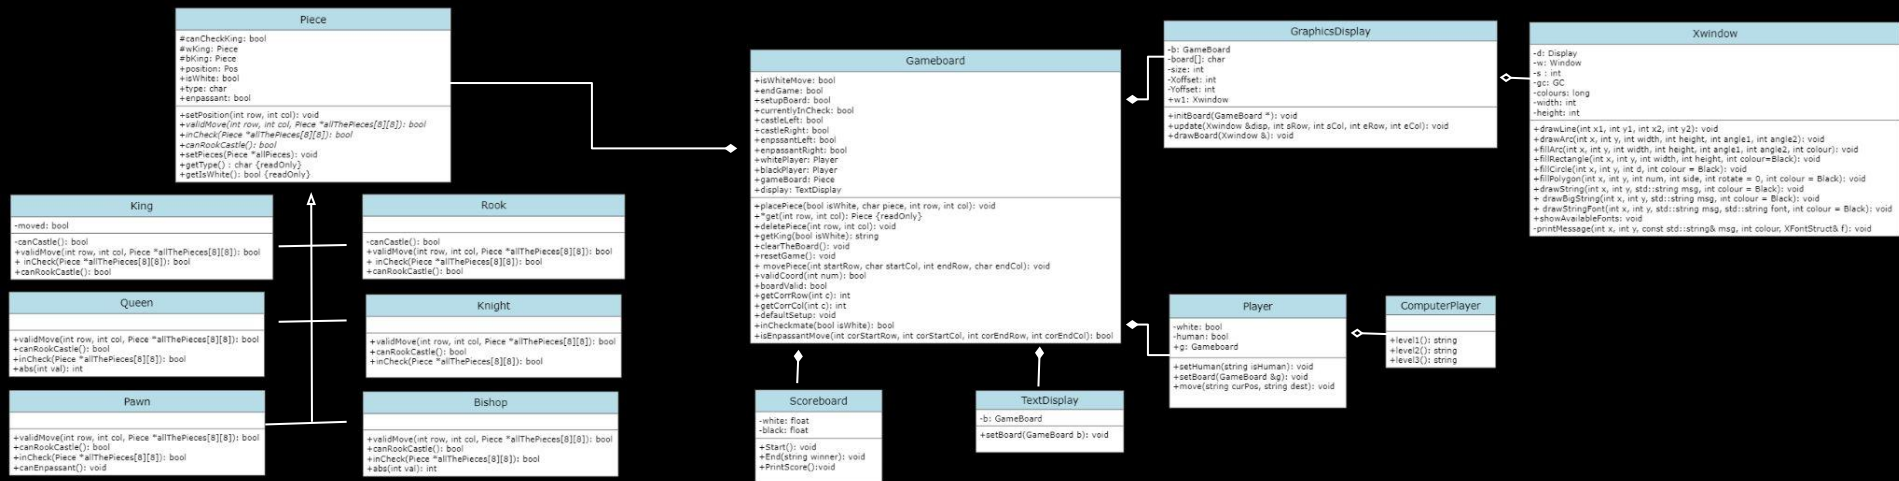 Piece
#canCheckKing: bool
#wKing: Piece
#bKing: Piece
+position: Pos
+isWhite: bool
+type: char
+enpassant: bool
+setPosition(int row, int col): void
+validMove(int row, int col, Piece *allThePieces[8][8]): bool
+inCheck(Piece *allThePieces[8][8]): bool
+canRookCastle(): bool
+setPieces(Piece *allPieces): void
+getType() : char {readOnly}
+getIsWhite(): bool {readOnly}
King
-moved: bool
-canCastle(): bool
+validMove(int row, int col, Piece *allThePieces[8][8]): bool
+ inCheck(Piece *allThePieces[8][8]): bool
+canRookCastle(): bool
Rook
-canCastle(): bool
+validMove(int row, int col, Piece *allThePieces[8][8]): bool
+ inCheck(Piece *allThePieces[8][8]): bool
+canRookCastle(): bool
Queen
+validMove(int row, int col, Piece *allThePieces[8][8]): bool
+canRookCastle(): bool
+inCheck(Piece *allThePieces[8][8]): bool
+abs(int val): int
Knight
+validMove(int row, int col, Piece *allThePieces[8][8]): bool
+canRookCastle(): bool
+inCheck(Piece *allThePieces[8][8]): bool
Pawn
+validMove(int row, int col, Piece *allThePieces[8][8]): bool
+canRookCastle(): bool
+inCheck(Piece *allThePieces[8][8]): bool
+canEnpassant(): void
Bishop
+validMove(int row, int col, Piece *allThePieces[8][8]): bool
+canRookCastle(): bool
+inCheck(Piece *allThePieces[8][8]): bool
+abs(int val): int
Gameboard
+isWhiteMove: bool
+endGame: bool
+setupBoard: bool
+currentlyInCheck: bool
+castleLeft: bool
+castleRight: bool
+enpssantLeft: bool
+enpassantRight: bool
+whitePlayer: Player
+blackPlayer: Player
+gameBoard: Piece
+display: TextDisplay
+placePiece(bool isWhite, char piece, int row, int col): void
+*get(int row, int col): Piece {readOnly}
+deletePiece(int row, int col): void
+getKing(bool isWhite): string
+clearTheBoard(): void
+resetGame(): void
+ movePiece(int startRow, char startCol, int endRow, char endCol): void
+validCoord(int num): bool
+boardValid: bool
+getCorrRow(int c): int
+getCorrCol(int c): int
+defaultSetup: void
+inCheckmate(bool isWhite): bool
+isEnpassantMove(int corStartRow, int corStartCol, int corEndRow, int corEndCol): bool
Scoreboard
-white: float
-black: float
+Start(): void
+End(string winner): void
+PrintScore():void
TextDisplay
-b: GameBoard
+setBoard(GameBoard b): void
GraphicsDisplay
-b: GameBoard
-board[]: char
-size: int
-Xoffset: int
-Yoffset: int
+w1: Xwindow
+initBoard(GameBoard *): void
+update(Xwindow &disp, int sRow, int sCol, int eRow, int eCol): void
+drawBoard(Xwindow &): void
Player
-white: bool
-human: bool
+g: Gameboard
+setHuman(string isHuman): void
+setBoard(GameBoard &g): void
+move(string curPos, string dest): void
ComputerPlayer
+level1(): string
+level2(): string
+level3(): string
Xwindow
-d: Display
-w: Window
-s : int
-gc: GC
-colours: long
-width: int
-height: int
+drawLine(int x1, int y1, int x2, int y2): void
+drawArc(int x, int y, int width, int height, int angle1, int angle2): void
+fillArc(int x, int y, int width, int height, int angle1, int angle2, int colour): void
+fillRectangle(int x, int y, int width, int height, int colour=Black): void
+fillCircle(int x, int y, int d, int colour = Black): void
+fillPolygon(int x, int y, int num, int side, int rotate = 0, int colour = Black): void
+drawString(int x, int y, std::string msg, int colour = Black): void
+ drawBigString(int x, int y, std::string msg, int colour = Black): void
+ drawStringFont(int x, int y, std::string msg, std::string font, int colour = Black): void
+showAvailableFonts: void
-printMessage(int x, int y, const std::string& msg, int colour, XFontStruct& f): void